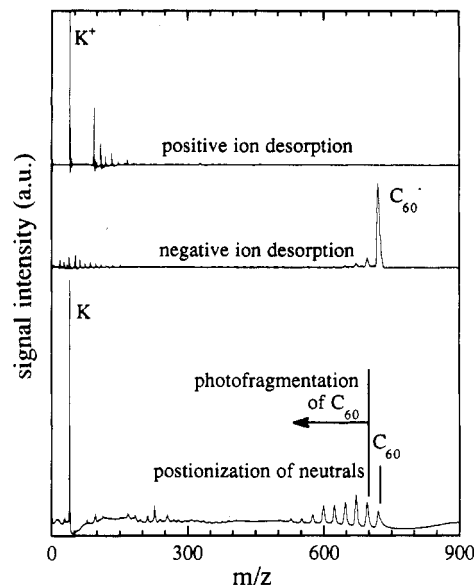 K⁺
positive ion desorption
C₆₀⁻
negative ion desorption
K
photofragmentation
of C₆₀
C₆₀
postionization of neutrals
signal intensity (a.u.)
0 300 600 900
m/z